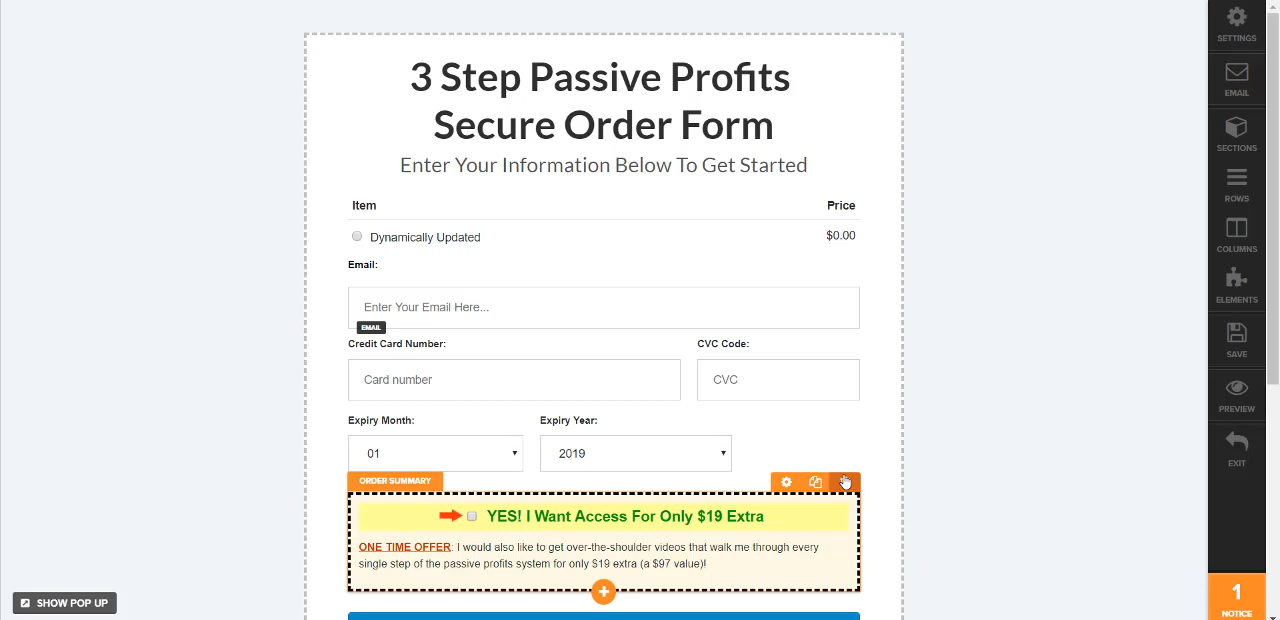 3 Step Passive Profits
Secure Order Form
Enter Your Information Below To Get Started
Item Price
Dynamically Updated $0.00
Email:
Enter Your Email Here...
EMAIL
Credit Card Number: CVC Code:
Card number CVC
Expiry Month: Expiry Year:
01 2019
ORDER SUMMARY
YES! I Want Access For Only $19 Extra
ONE TIME OFFER: I would also like to get over-the-shoulder videos that walk me through every
single step of the passive profits system for only $19 extra (a $97 value)!
SHOW POP UP
SETTINGS
EMAIL
SECTIONS
ROWS
COLUMNS
ELEMENTS
SAVE
PREVIEW
EXIT
1
NOTICE